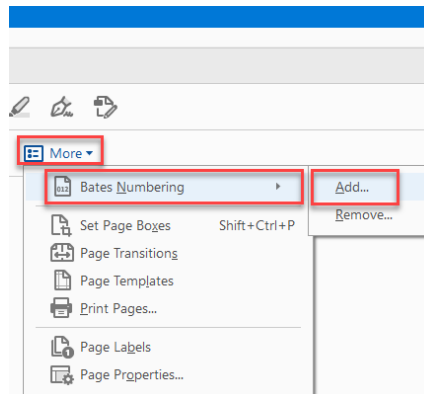 More
012
Bates Numbering
Add...
Remove...
Set Page Boxes Shift+Ctrl+P
Page Transitions
Page Templates
Print Pages...
Page Labels
Page Properties...